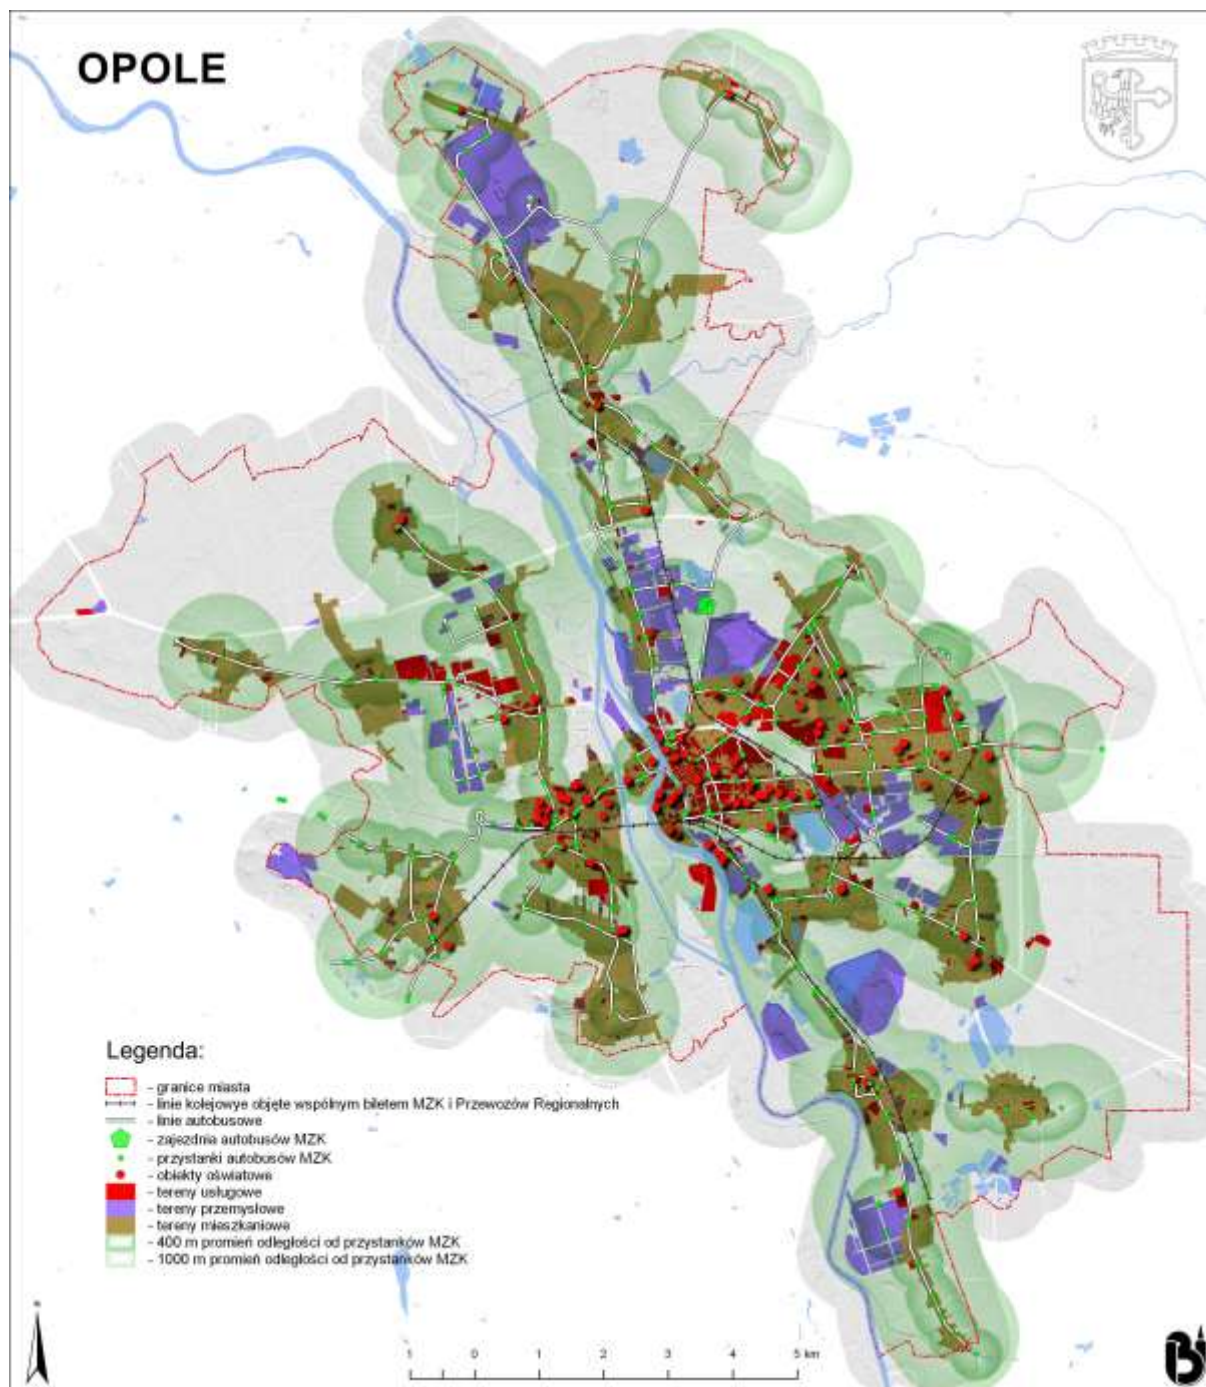 OPOLE
Legenda:
- granice miasta
- linie kolejowye objęte wspólnym biletem MZK i Przewozów Regionalnych
- linie autobusowe
- zajezdnia autobusów MZK
- przystanki autobusów MZK
- obiekty oświatowe
- tereny usługowe
- tereny przemysłowe
- tereny mieszkaniowe
- 400 m promień odległości od przystanków MZK
- 1000 m promień odległości od przystanków MZK
1 0 1 2 3 4 5 km